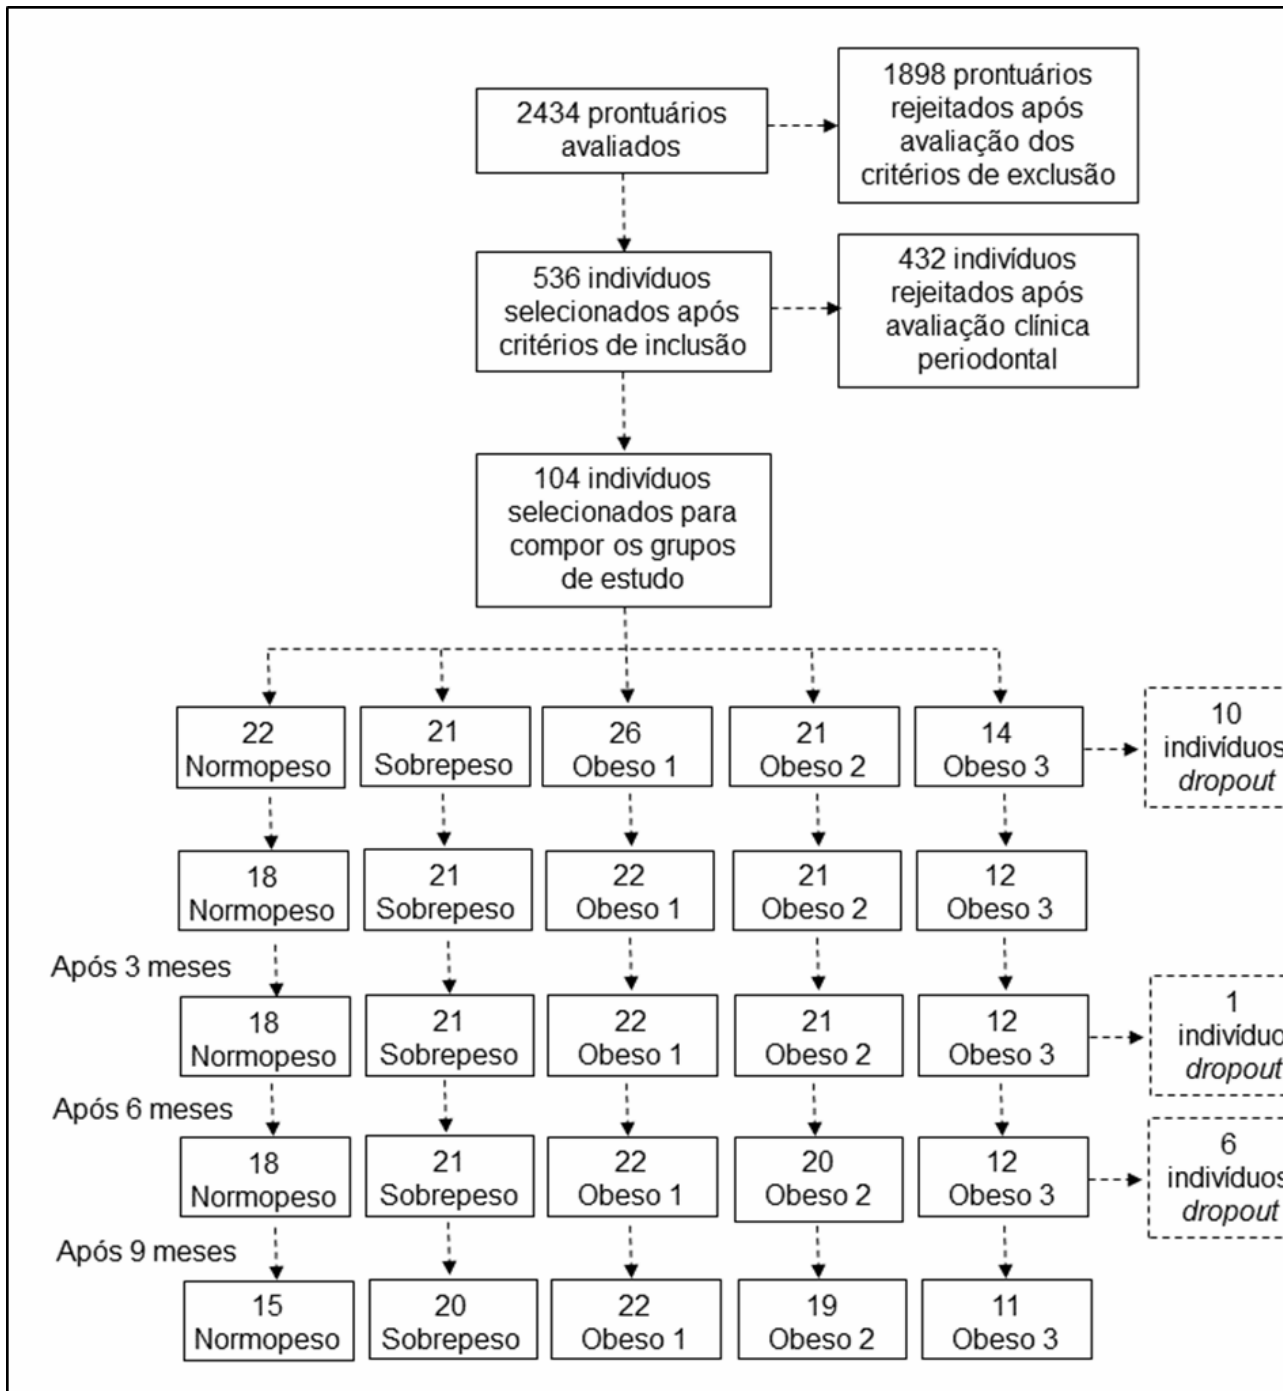 2434 prontuários
avaliados
1898 prontuários
rejeitados após
avaliação dos
critérios de exclusão
536 indivíduos
selecionados após
critérios de inclusão
432 indivíduos
rejeitados após
avaliação clínica
periodontal
104 indivíduos
selecionados para
compor os grupos
de estudo
22
Normopeso
21
Sobrepeso
26
Obeso 1
21
Obeso 2
14
Obeso 3
10
indivíduos
dropout
18
Normopeso
21
Sobrepeso
22
Obeso 1
21
Obeso 2
12
Obeso 3
Após 3 meses
18
Normopeso
21
Sobrepeso
22
Obeso 1
21
Obeso 2
12
Obeso 3
1
indivíduo
dropout
Após 6 meses
18
Normopeso
21
Sobrepeso
22
Obeso 1
20
Obeso 2
12
Obeso 3
6
indivíduos
dropout
Após 9 meses
15
Normopeso
20
Sobrepeso
22
Obeso 1
19
Obeso 2
11
Obeso 3